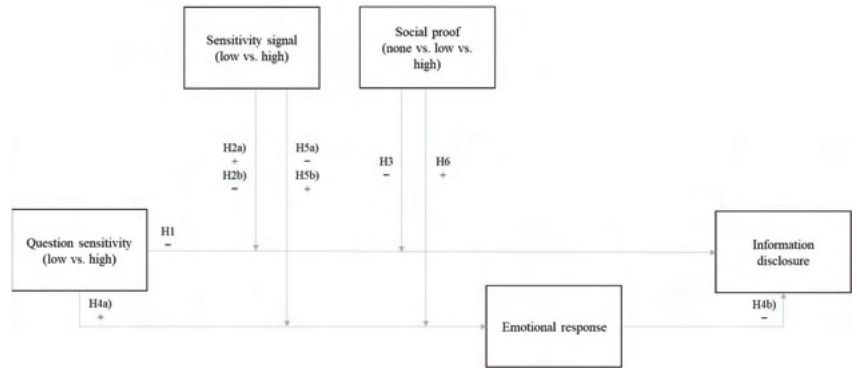 Sensitivity signal
(low vs. high)
Social proof
(none vs. low vs.
high)
H2a)
+
H2b)
–
H5a)
–
H5b)
+
H3
–
H6
+
Question sensitivity
(low vs. high)
H1
–
Information
disclosure
H4a)
+
Emotional response
H4b)
–